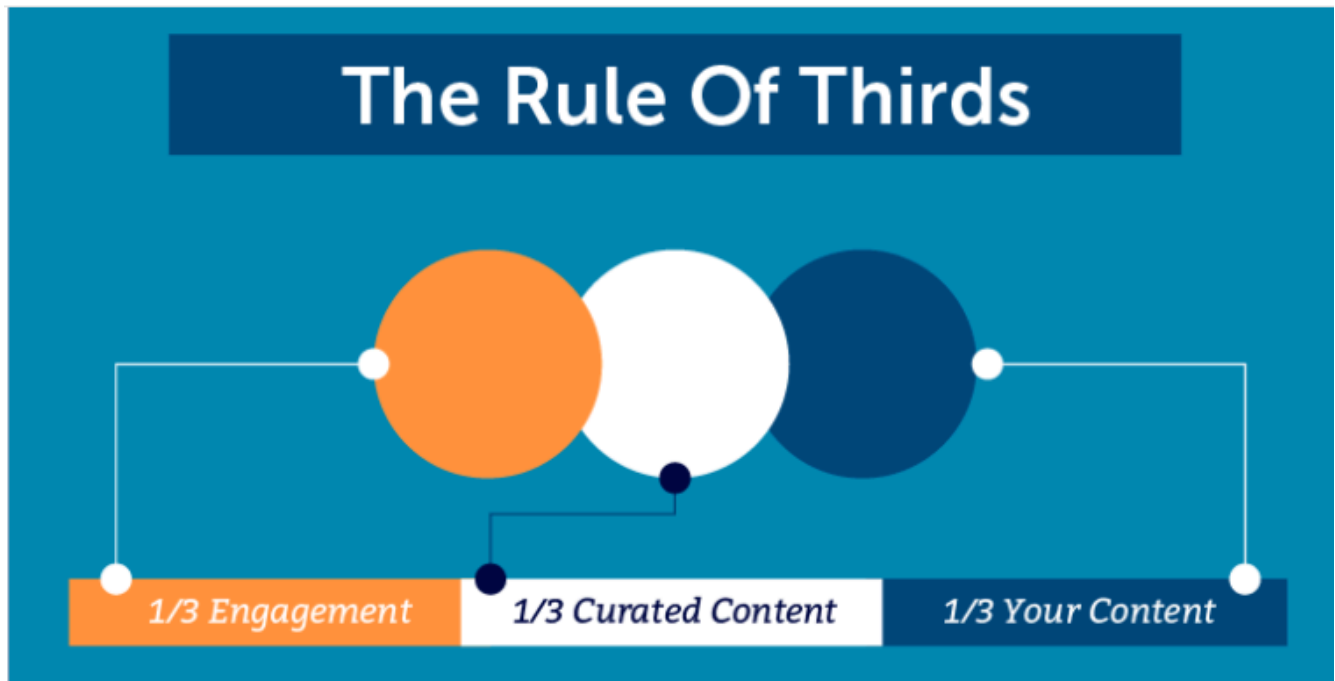 The Rule Of Thirds
1/3 Engagement
1/3 Curated Content
1/3 Your Content